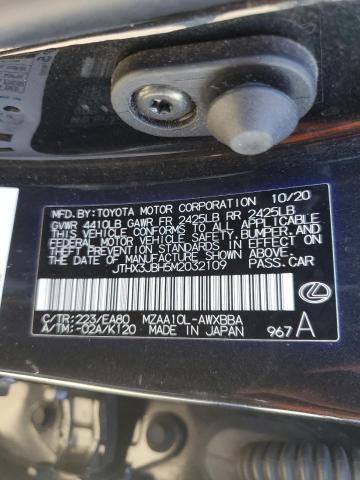 MFD.BY:TOYOTA MOTOR CORPORATION 10/20
GVWR 4410LB GAWR FR 2425LB RR 2425LB
THIS VEHICLE CONFORMS TO ALL APPLICABLE
FEDERAL MOTOR VEHICLE SAFETY, BUMPER, AND
THEFT PREVENTION STANDARDS IN EFFECT ON
THE DATE OF MANUFACTURE SHOWN ABOVE.
JTHX3JBH5M2032109 PASS.CAR
C/TR:223/EA80 MZAA10L-AWXBBA
A/TM:-02A/K120 MADE IN JAPAN 967 A